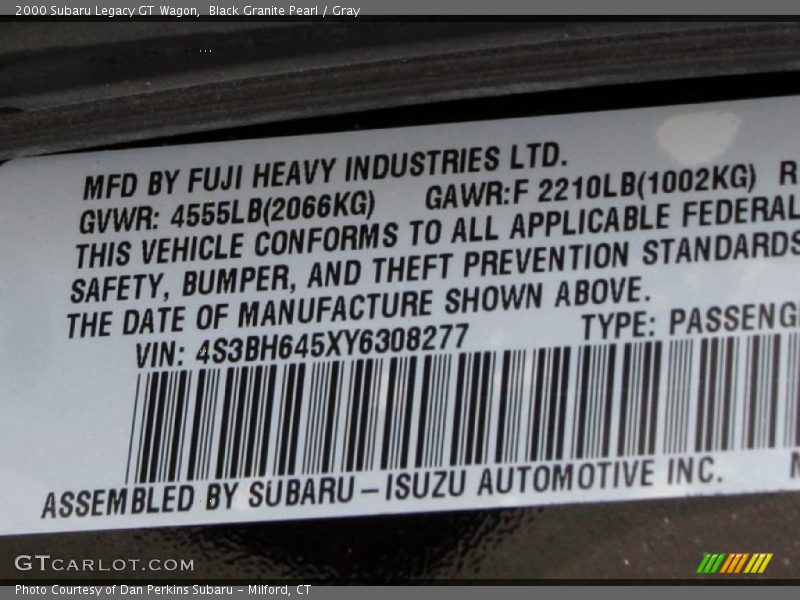 2000 Subaru Legacy GT Wagon, Black Granite Pearl / Gray
MFD BY FUJI HEAVY INDUSTRIES LTD.
GVWR: 4555LB(2066KG) GAWR:F 2210LB(1002KG) R
THIS VEHICLE CONFORMS TO ALL APPLICABLE FEDERAL
SAFETY, BUMPER, AND THEFT PREVENTION STANDARDS
THE DATE OF MANUFACTURE SHOWN ABOVE.
VIN: 4S3BH645XY6308277 TYPE: PASSENG
ASSEMBLED BY SUBARU-ISUZU AUTOMOTIVE INC.
GTCARLOT.COM
Photo Courtesy of Dan Perkins Subaru - Milford, CT